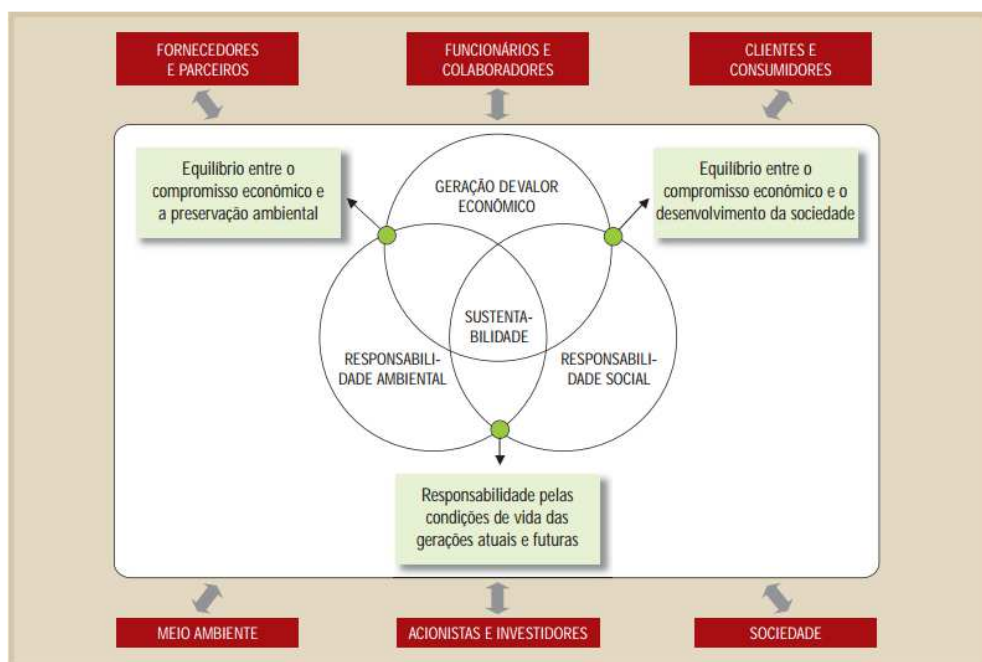 FORNECEDORES
E PARCEIROS
FUNCIONÁRIOS E
COLABORADORES
CLIENTES E
CONSUMIDORES
Equilíbrio entre o
compromisso econômico e
a preservação ambiental
GERAÇÃO DEVALOR
ECONÔMICO
Equilíbrio entre o
compromisso econômico e o
desenvolvimento da sociedade
SUSTENTA-
BILIDADE
RESPONSABILI-
DADE AMBIENTAL
RESPONSABILI-
DADE SOCIAL
Responsabilidade pelas
condições de vida das
gerações atuais e futuras
MEIO AMBIENTE
ACIONISTAS E INVESTIDORES
SOCIEDADE